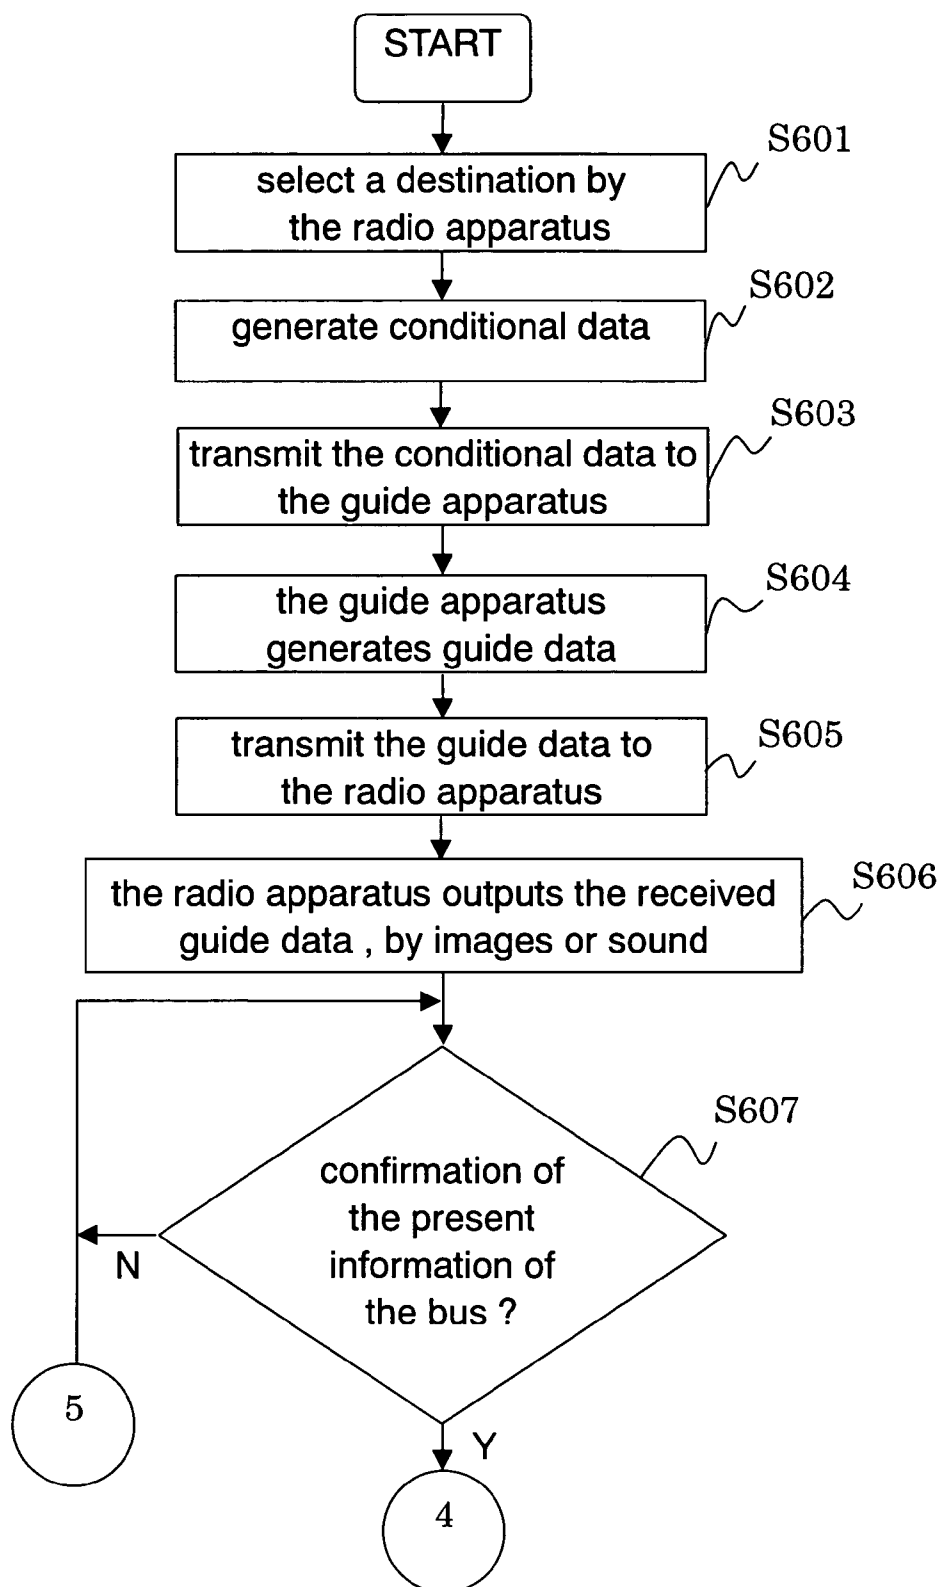 START
S601
select a destination by
the radio apparatus
S602
generate conditional data
S603
transmit the conditional data to
the guide apparatus
S604
the guide apparatus
generates guide data
S605
transmit the guide data to
the radio apparatus
S606
the radio apparatus outputs the received
guide data , by images or sound
S607
confirmation of
the present
information of
the bus ?
N
5
Y
4